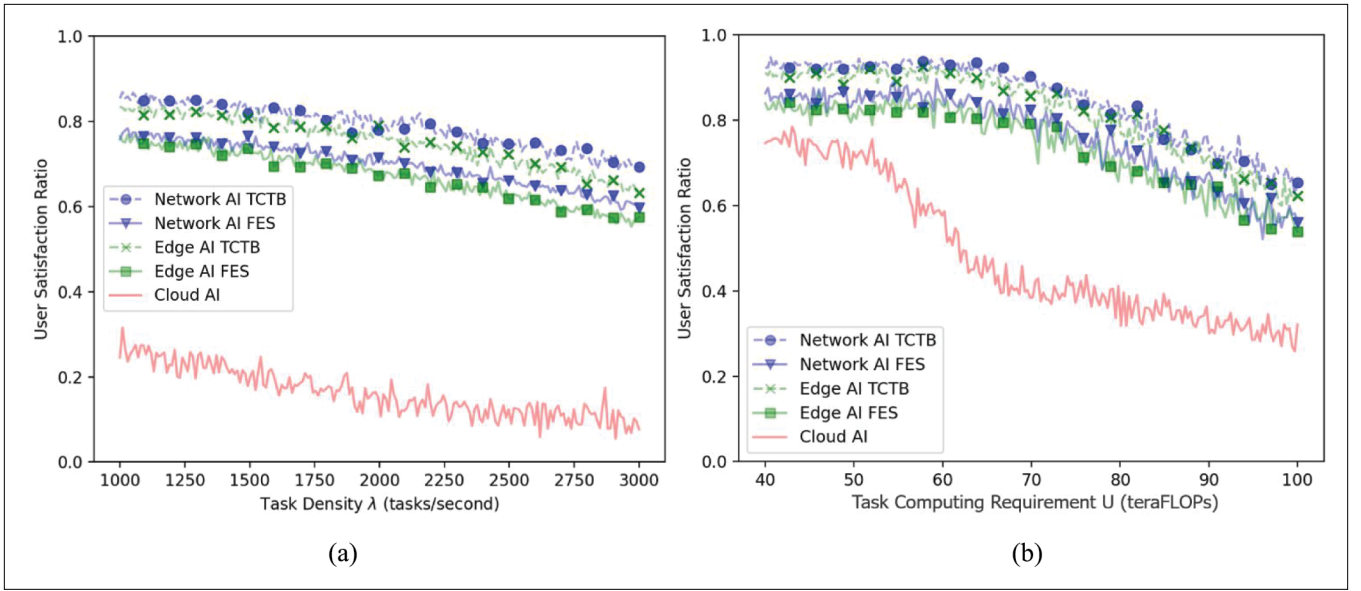 User Satisfaction Ratio
1.0
0.8
0.6
0.4
0.2
0.0
Network AI TCTB
Network AI FES
Edge AI TCTB
Edge AI FES
Cloud AI
1000 1250 1500 1750 2000 2250 2500 2750 3000
Task Density λ (tasks/second)
(a)
User Satisfaction Ratio
1.0
0.8
0.6
0.4
0.2
0.0
Network AI TCTB
Network AI FES
Edge AI TCTB
Edge AI FES
Cloud AI
40 50 60 70 80 90 100
Task Computing Requirement U (teraFLOPs)
(b)